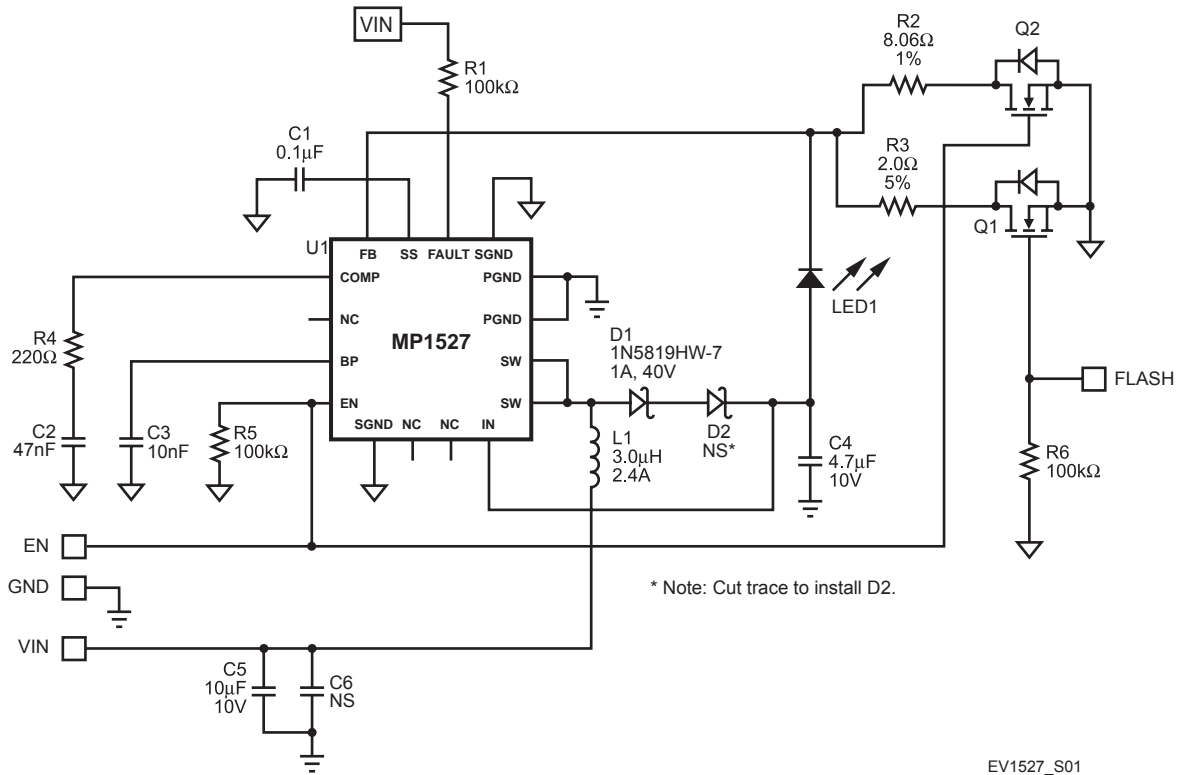 VIN
R1
100kΩ
C1
0.1µF
R2
8.06Ω
1%
Q2
R3
2.0Ω
5%
Q1
U1
FB
SS
FAULT
SGND
COMP
NC
BP
EN
PGND
PGND
SW
SW
MP1527
SGND
NC
NC
IN
R4
220Ω
C2
47nF
C3
10nF
R5
100kΩ
D1
1N5819HW-7
1A, 40V
D2
NS*
L1
3.0µH
2.4A
LED1
C4
4.7µF
10V
FLASH
R6
100kΩ
EN
GND
VIN
* Note: Cut trace to install D2.
C5
10µF
10V
C6
NS
EV1527_S01